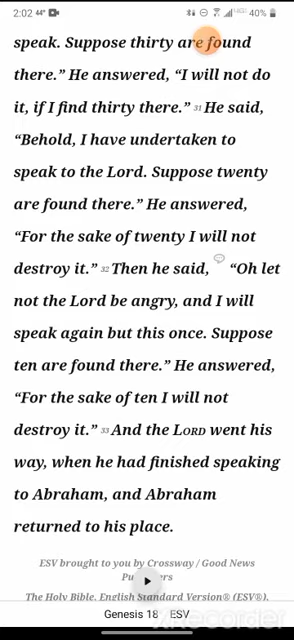 2:02 44°
40%
speak. Suppose thirty are found
there.” He answered, “I will not do
it, if I find thirty there.” 31 He said,
“Behold, I have undertaken to
speak to the Lord. Suppose twenty
are found there.” He answered,
“For the sake of twenty I will not
destroy it.” 32 Then he said, “Oh let
not the Lord be angry, and I will
speak again but this once. Suppose
ten are found there.” He answered,
“For the sake of ten I will not
destroy it.” 33 And the LORD went his
way, when he had finished speaking
to Abraham, and Abraham
returned to his place.
ESV brought to you by Crossway / Good News
The Holy Bible, English Standard Version® (ESV®),
Genesis 18 ESV